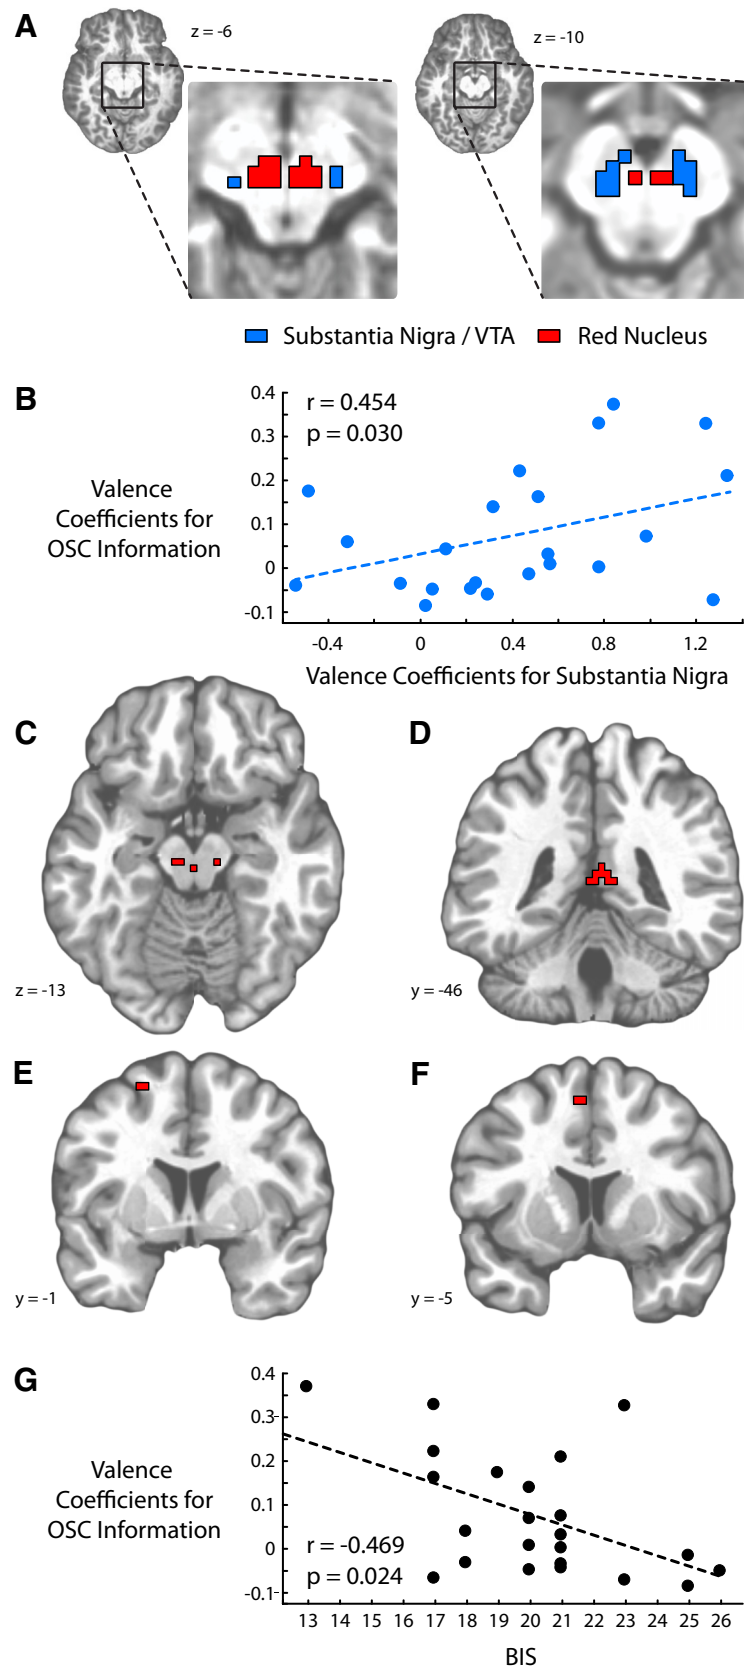 A
z = -6
z = -10
Substantia Nigra / VTA
Red Nucleus
B
r = 0.454
p = 0.030
0.4
0.3
0.2
0.1
0
-0.1
Valence
Coefficients for
OSC Information
-0.4 0 0.4 0.8 1.2
Valence Coefficients for Substantia Nigra
C
z = -13
D
y = -46
E
y = -1
F
y = -5
G
0.4
0.3
0.2
0.1
0
-0.1
Valence
Coefficients for
OSC Information
r = -0.469
p = 0.024
13 14 15 16 17 18 19 20 21 22 23 24 25 26
BIS